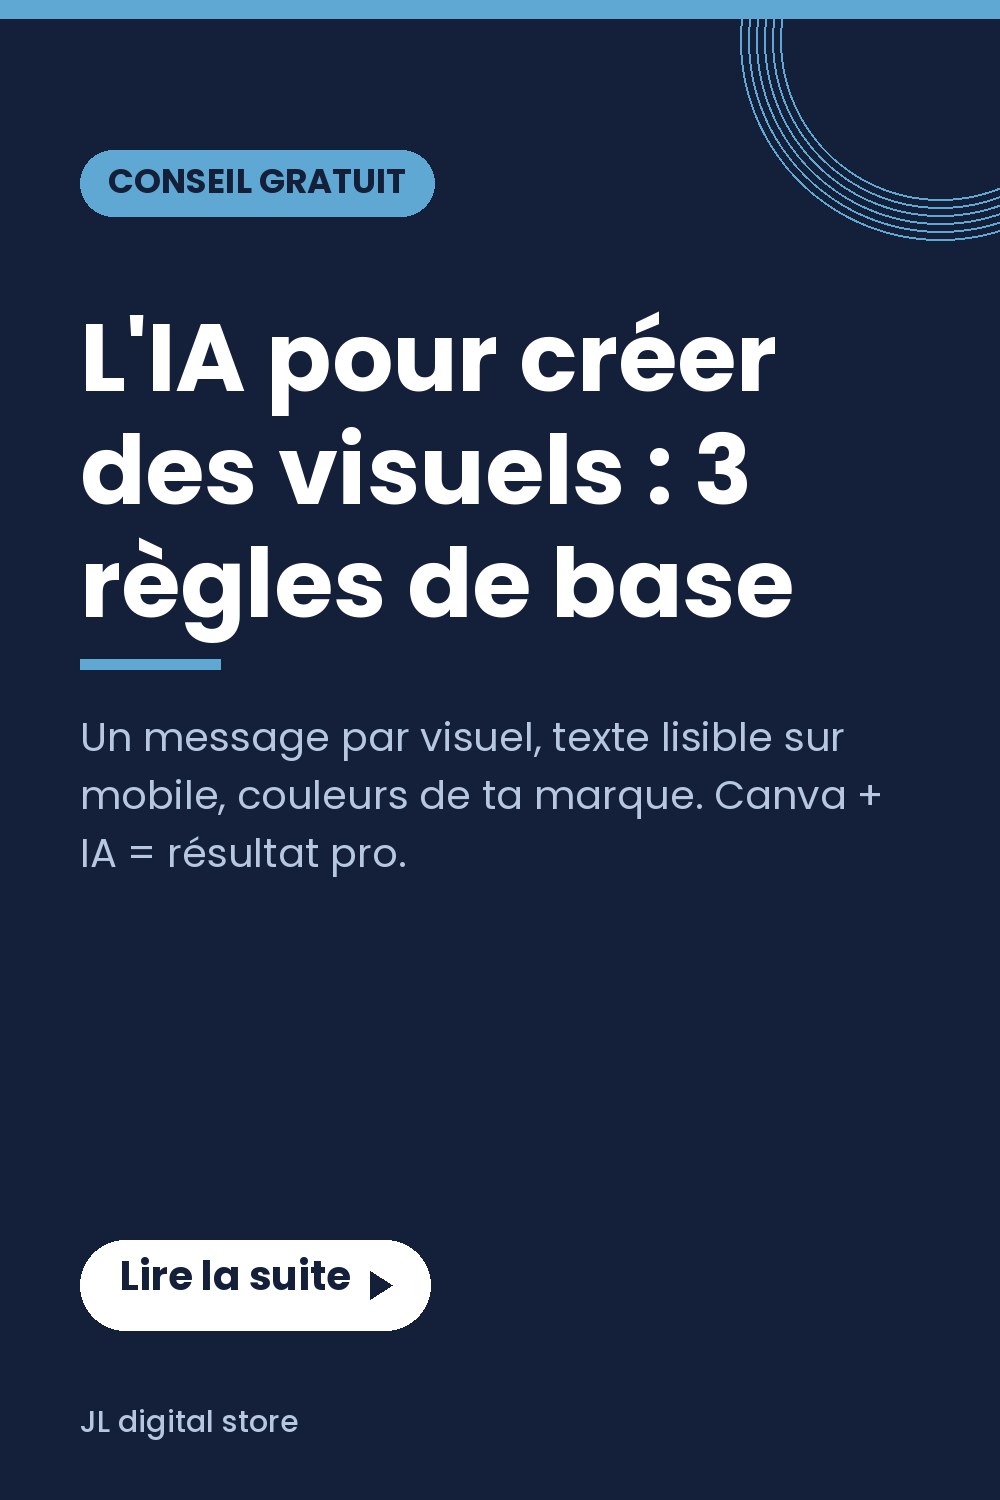 CONSEIL GRATUIT
L'IA pour créer
des visuels : 3
règles de base
Un message par visuel, texte lisible sur
mobile, couleurs de ta marque. Canva +
IA = résultat pro.
Lire la suite
JL digital store